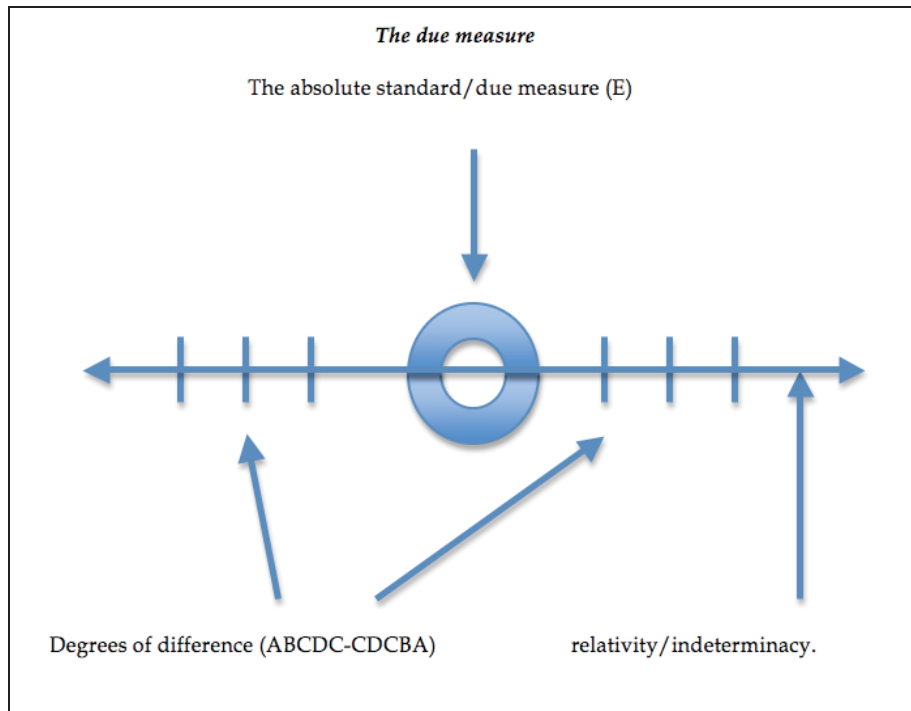 The due measure
The absolute standard/due measure (E)
Degrees of difference (ABCDC-CDCBA)
relativity/indeterminacy.